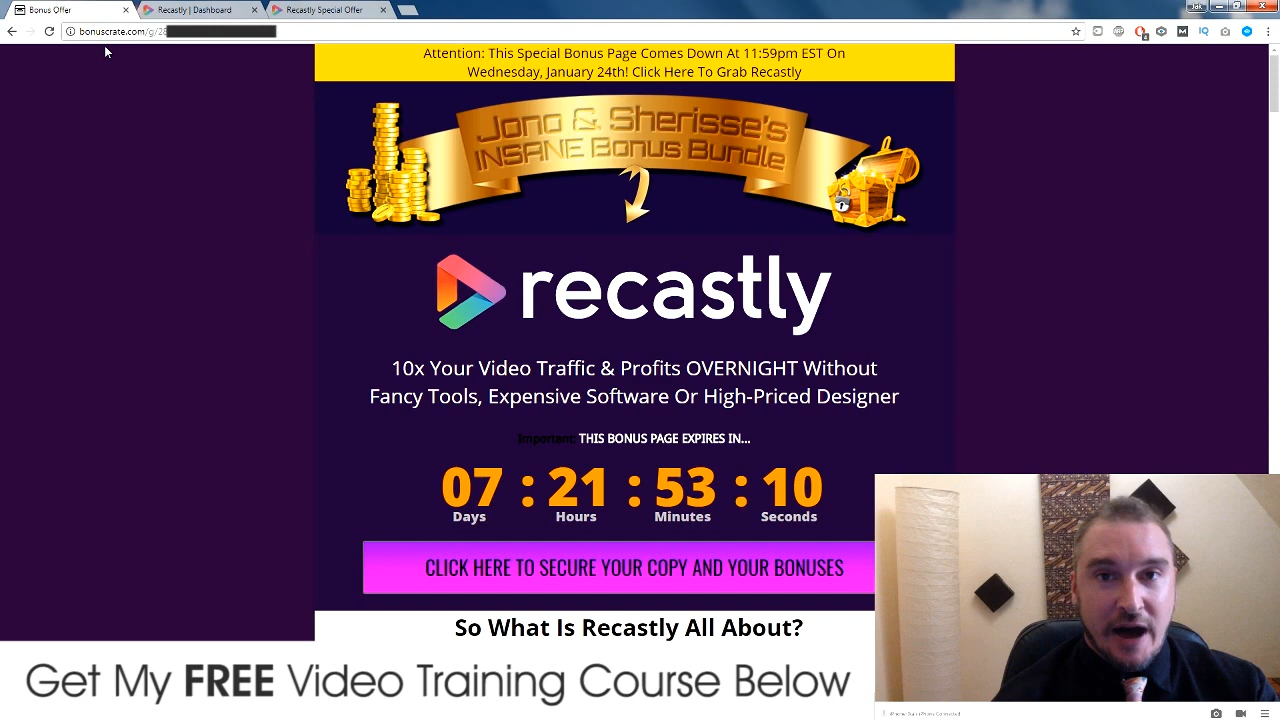 Bonus Offer
Recastly | Dashboard
Recastly Special Offer
Jak
bonuscrate.com/g/28
Attention: This Special Bonus Page Comes Down At 11:59pm EST On
Wednesday, January 24th! Click Here To Grab Recastly
Jono & Sherisse's
INSANE Bonus Bundle
recastly
10x Your Video Traffic & Profits OVERNIGHT Without
Fancy Tools, Expensive Software Or High-Priced Designer
Important: THIS BONUS PAGE EXPIRES IN...
07 : 21 : 53 : 10
Days Hours Minutes Seconds
CLICK HERE TO SECURE YOUR COPY AND YOUR BONUSES
So What Is Recastly All About?
Get My FREE Video Training Course Below